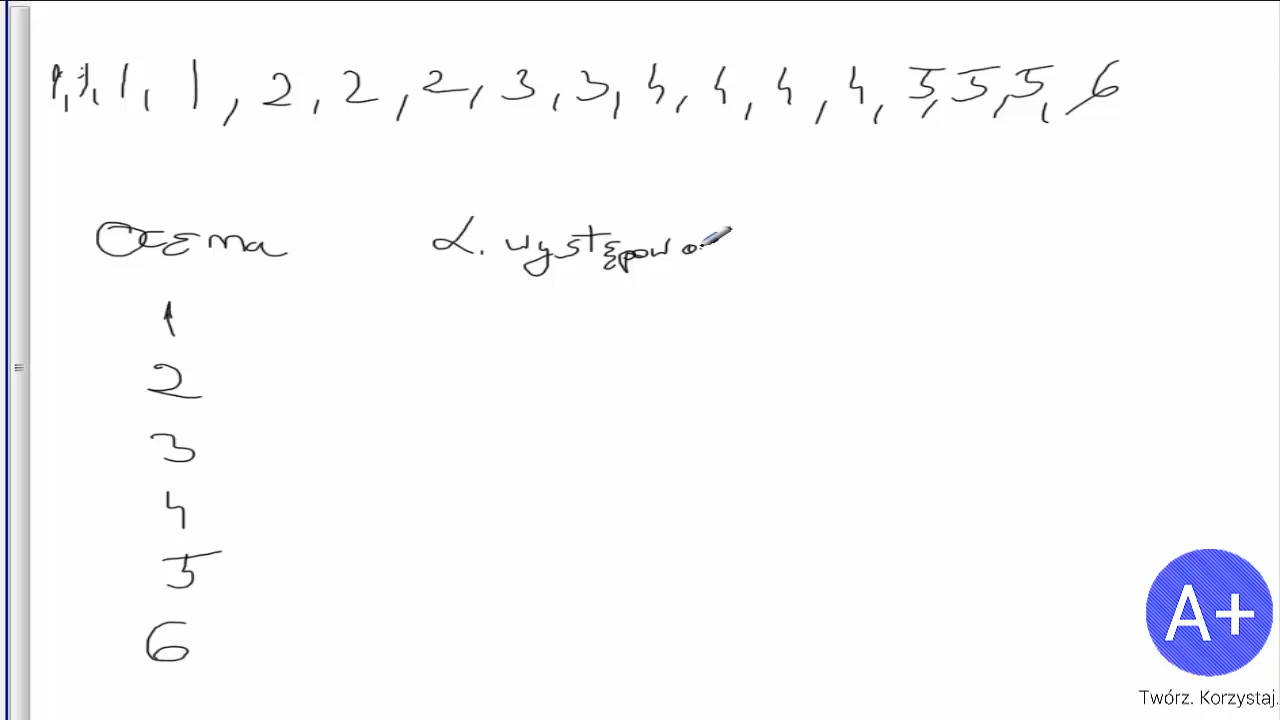 1, 1, 1, 1, 2, 2, 2, 3, 3, 4, 4, 4, 4, 5, 5, 5, 6
Ocena L. występowa
1
2
3
4
5
6
A+
Twórz. Korzystaj.